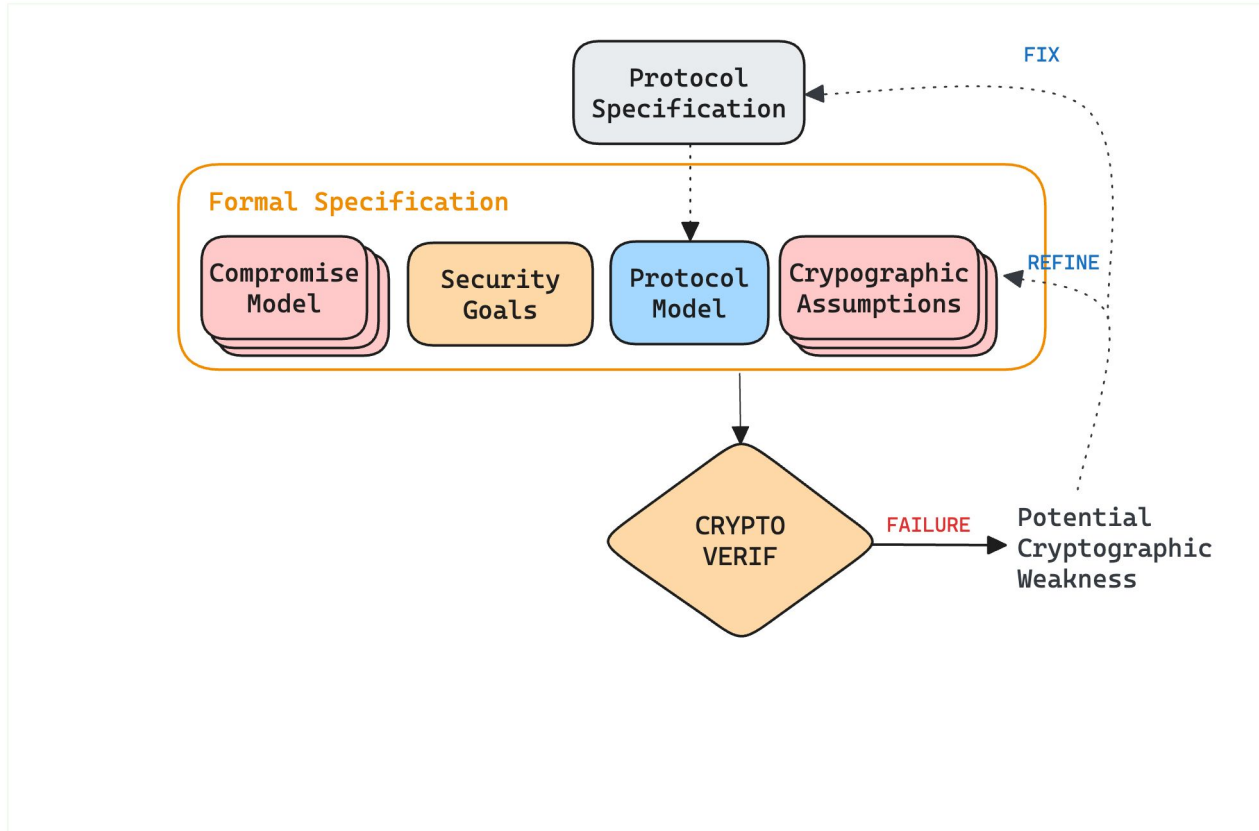 Protocol
Specification
FIX
Formal Specification
Compromise
Model
Security
Goals
Protocol
Model
Crypographic
Assumptions
REFINE
CRYPTO
VERIF
FAILURE
Potential
Cryptographic
Weakness